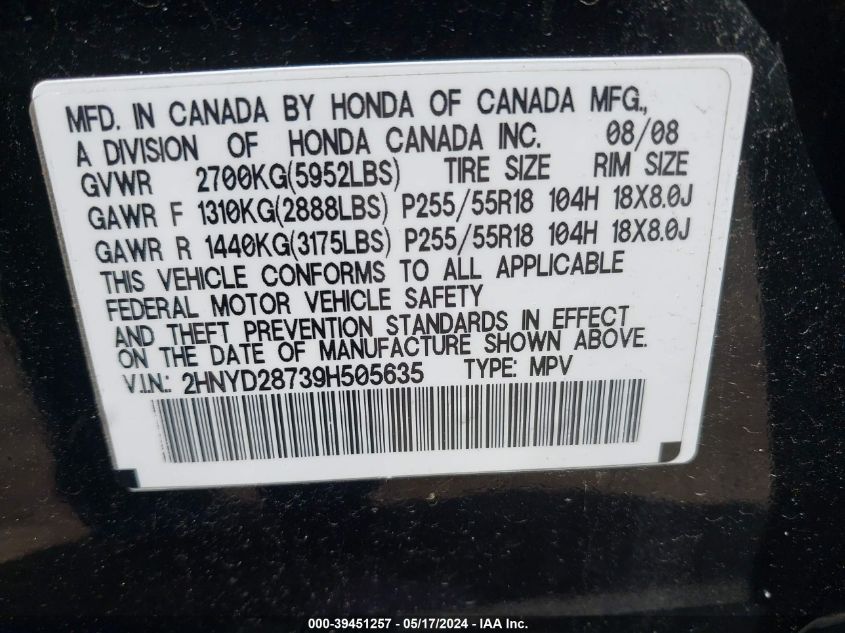 MFD. IN CANADA BY HONDA OF CANADA MFG.,
A DIVISION OF HONDA CANADA INC. 08/08
GVWR 2700KG(5952LBS) TIRE SIZE RIM SIZE
GAWR F 1310KG(2888LBS) P255/55R18 104H 18X8.0J
GAWR R 1440KG(3175LBS) P255/55R18 104H 18X8.0J
THIS VEHICLE CONFORMS TO ALL APPLICABLE
FEDERAL MOTOR VEHICLE SAFETY
AND THEFT PREVENTION STANDARDS IN EFFECT
ON THE DATE OF MANUFACTURE SHOWN ABOVE.
V.I.N.: 2HNYD28739H505635 TYPE: MPV
000-39451257 - 05/17/2024 - IAAI.com